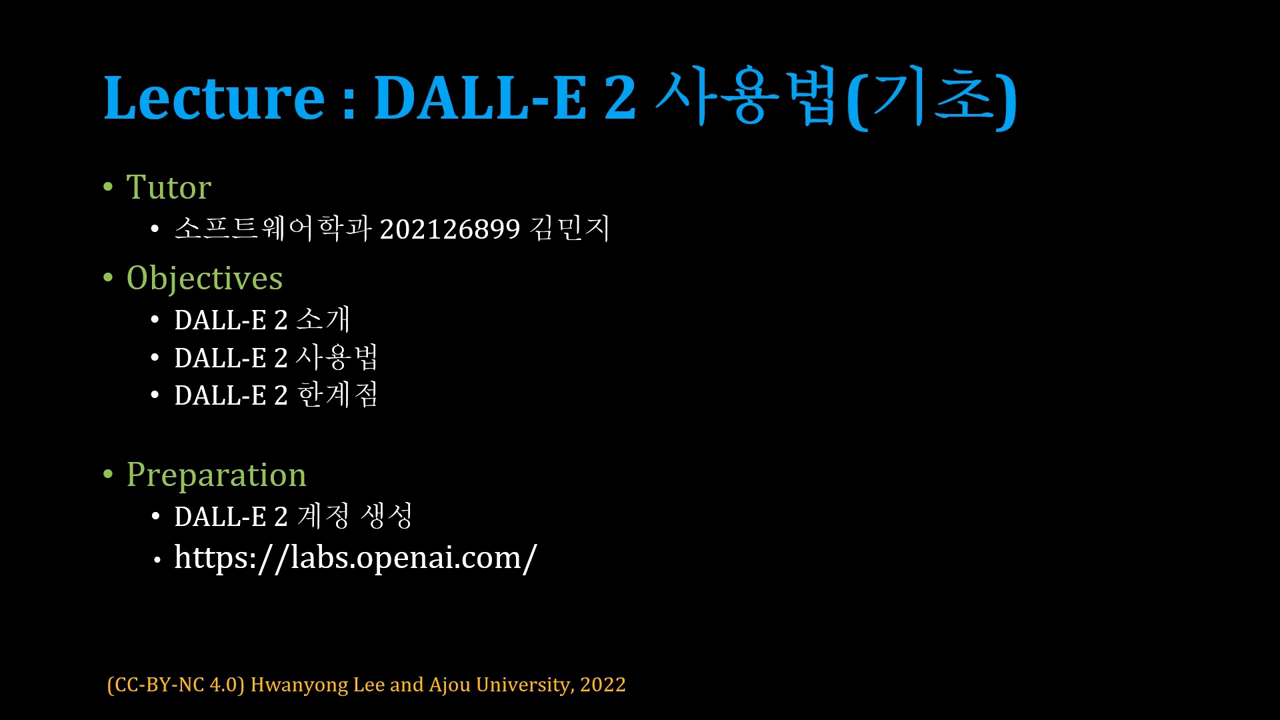 Lecture : DALL-E 2 사용법(기초)
• Tutor
• 소프트웨어학과 202126899 김민지
• Objectives
• DALL-E 2 소개
• DALL-E 2 사용법
• DALL-E 2 한계점
• Preparation
• DALL-E 2 계정 생성
• https://labs.openai.com/
(CC-BY-NC 4.0) Hwanyong Lee and Ajou University, 2022